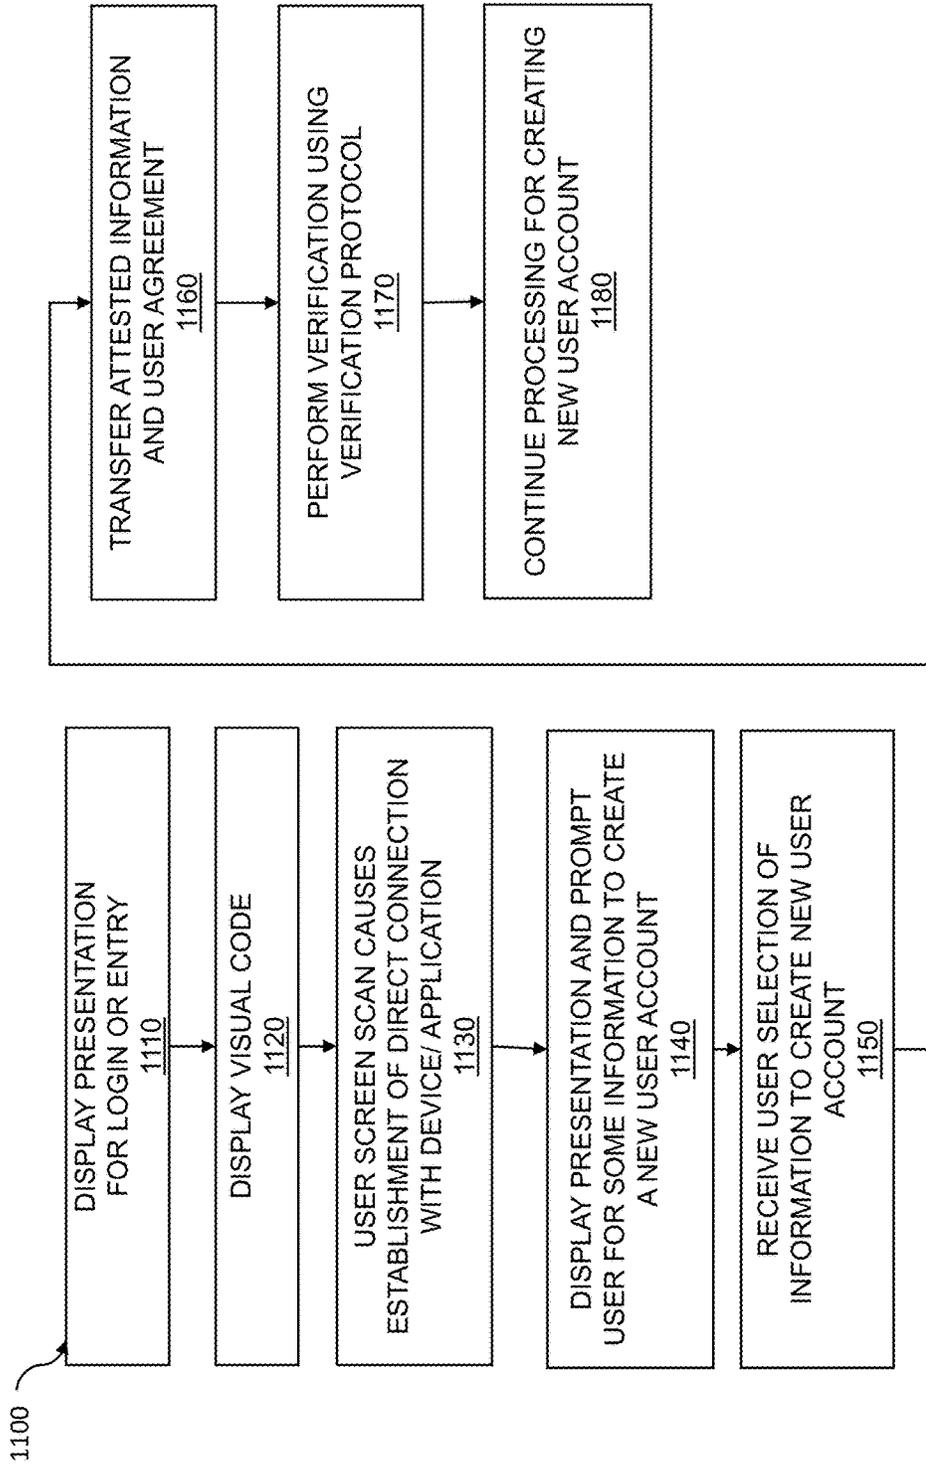 1100
DISPLAY PRESENTATION
FOR LOGIN OR ENTRY
1110
DISPLAY VISUAL CODE
1120
USER SCREEN SCAN CAUSES
ESTABLISHMENT OF DIRECT CONNECTION
WITH DEVICE/ APPLICATION
1130
DISPLAY PRESENTATION AND PROMPT
USER FOR SOME INFORMATION TO CREATE
A NEW USER ACCOUNT
1140
RECEIVE USER SELECTION OF
INFORMATION TO CREATE NEW USER
ACCOUNT
1150
TRANSFER ATTESTED INFORMATION
AND USER AGREEMENT
1160
PERFORM VERIFICATION USING
VERIFICATION PROTOCOL
1170
CONTINUE PROCESSING FOR CREATING
NEW USER ACCOUNT
1180